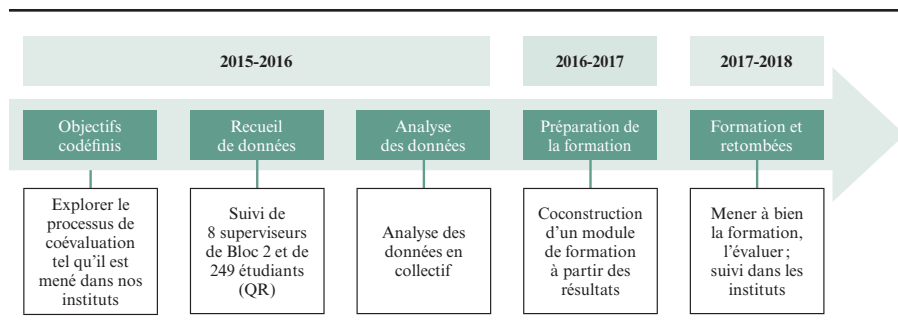 2015-2016
2016-2017
2017-2018
Objectifs
codéfinis
Recueil
de données
Analyse
des données
Préparation de
la formation
Formation et
retombées
Explorer le
processus de
coévaluation
tel qu'il est
mené dans nos
instituts
Suivi de
8 superviseurs
de Bloc 2 et de
249 étudiants
(QR)
Analyse des
données en
collectif
Coconstruction
d'un module
de formation
à partir des
résultats
Mener à bien
la formation,
l'évaluer ;
suivi dans les
instituts